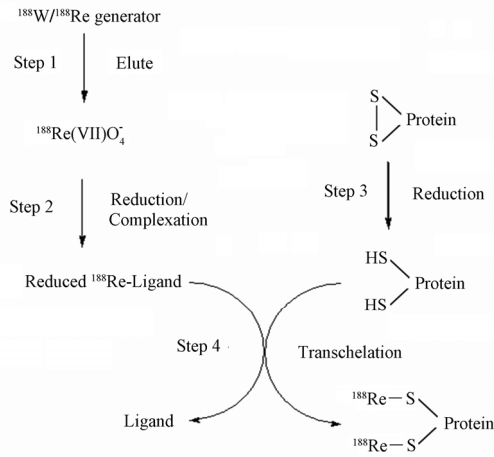 ¹⁸⁸W/¹⁸⁸Re generator
Step 1 Elute
¹⁸⁸Re(VII)O₄⁻
Step 2 Reduction/
Complexation
S
S
Protein
Step 3 Reduction
Reduced ¹⁸⁸Re-Ligand
HS
HS
Protein
Step 4 Transchelation
Ligand
¹⁸⁸Re–S
¹⁸⁸Re–S
Protein